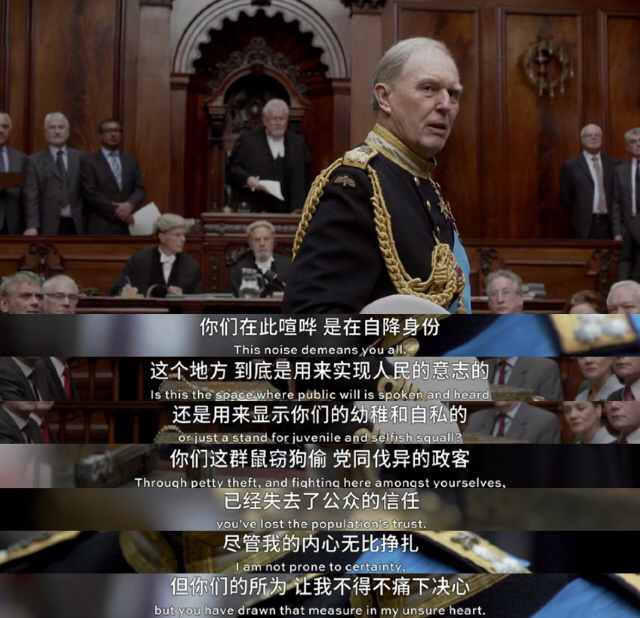 你们在此喧哗 是在自降身份
This noise demeans you all.
这个地方 到底是用来实现人民的意志的
Is this the space where public will is spoken and heard
还是用来显示你们的幼稚和自私的
or just a stand for juvenile and selfish squall?
你们这群鼠窃狗偷 党同伐异的政客
Through petty theft, and fighting here amongst yourselves,
已经失去了公众的信任
you've lost the population's trust.
尽管我的内心无比挣扎
I am not prone to certainty,
但你们的所为 让我不得不痛下决心
but you have drawn that measure in my unsure heart.